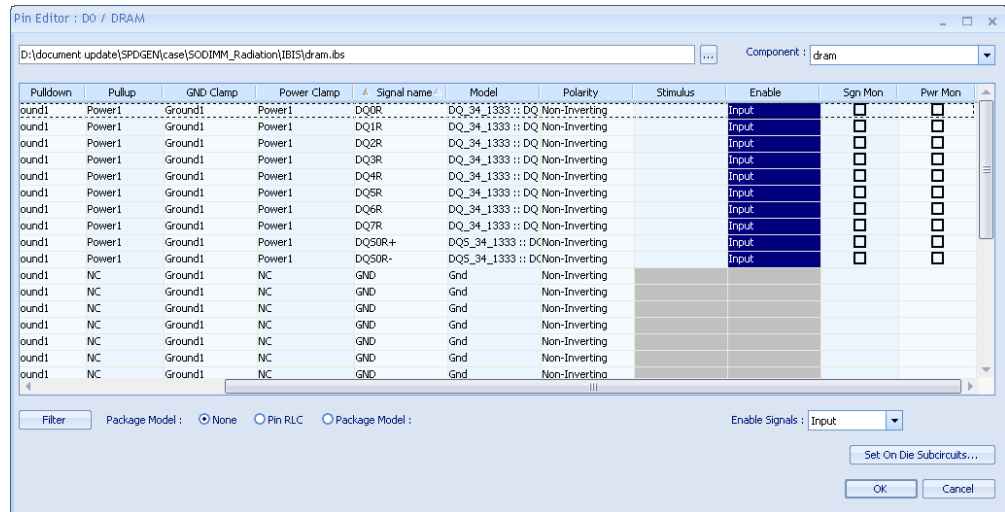 Pin Editor : D0 / DRAM
D:\document update\SPDGEN\case\SODIMM_Radiation\IBIS\dram.ibs ... Component : dram
Pulldown Pullup GND Clamp Power Clamp Signal name Model Polarity Stimulus Enable Sgn Mon Pwr Mon
ound1 Power1 Ground1 Power1 DQ0R DQ_34_1333 :: DQ Non-Inverting Input
ound1 Power1 Ground1 Power1 DQ1R DQ_34_1333 :: DQ Non-Inverting Input
ound1 Power1 Ground1 Power1 DQ2R DQ_34_1333 :: DQ Non-Inverting Input
ound1 Power1 Ground1 Power1 DQ3R DQ_34_1333 :: DQ Non-Inverting Input
ound1 Power1 Ground1 Power1 DQ4R DQ_34_1333 :: DQ Non-Inverting Input
ound1 Power1 Ground1 Power1 DQ5R DQ_34_1333 :: DQ Non-Inverting Input
ound1 Power1 Ground1 Power1 DQ6R DQ_34_1333 :: DQ Non-Inverting Input
ound1 Power1 Ground1 Power1 DQ7R DQ_34_1333 :: DQ Non-Inverting Input
ound1 Power1 Ground1 Power1 DQS0R+ DQS_34_1333 :: DQ Non-Inverting Input
ound1 Power1 Ground1 Power1 DQS0R- DQS_34_1333 :: DQ Non-Inverting Input
ound1 NC Ground1 NC GND Gnd Non-Inverting
ound1 NC Ground1 NC GND Gnd Non-Inverting
ound1 NC Ground1 NC GND Gnd Non-Inverting
ound1 NC Ground1 NC GND Gnd Non-Inverting
ound1 NC Ground1 NC GND Gnd Non-Inverting
ound1 NC Ground1 NC GND Gnd Non-Inverting
ound1 NC Ground1 NC GND Gnd Non-Inverting
Filter Package Model : None Pin RLC Package Model : Enable Signals : Input
Set On Die Subcircuits...
OK Cancel